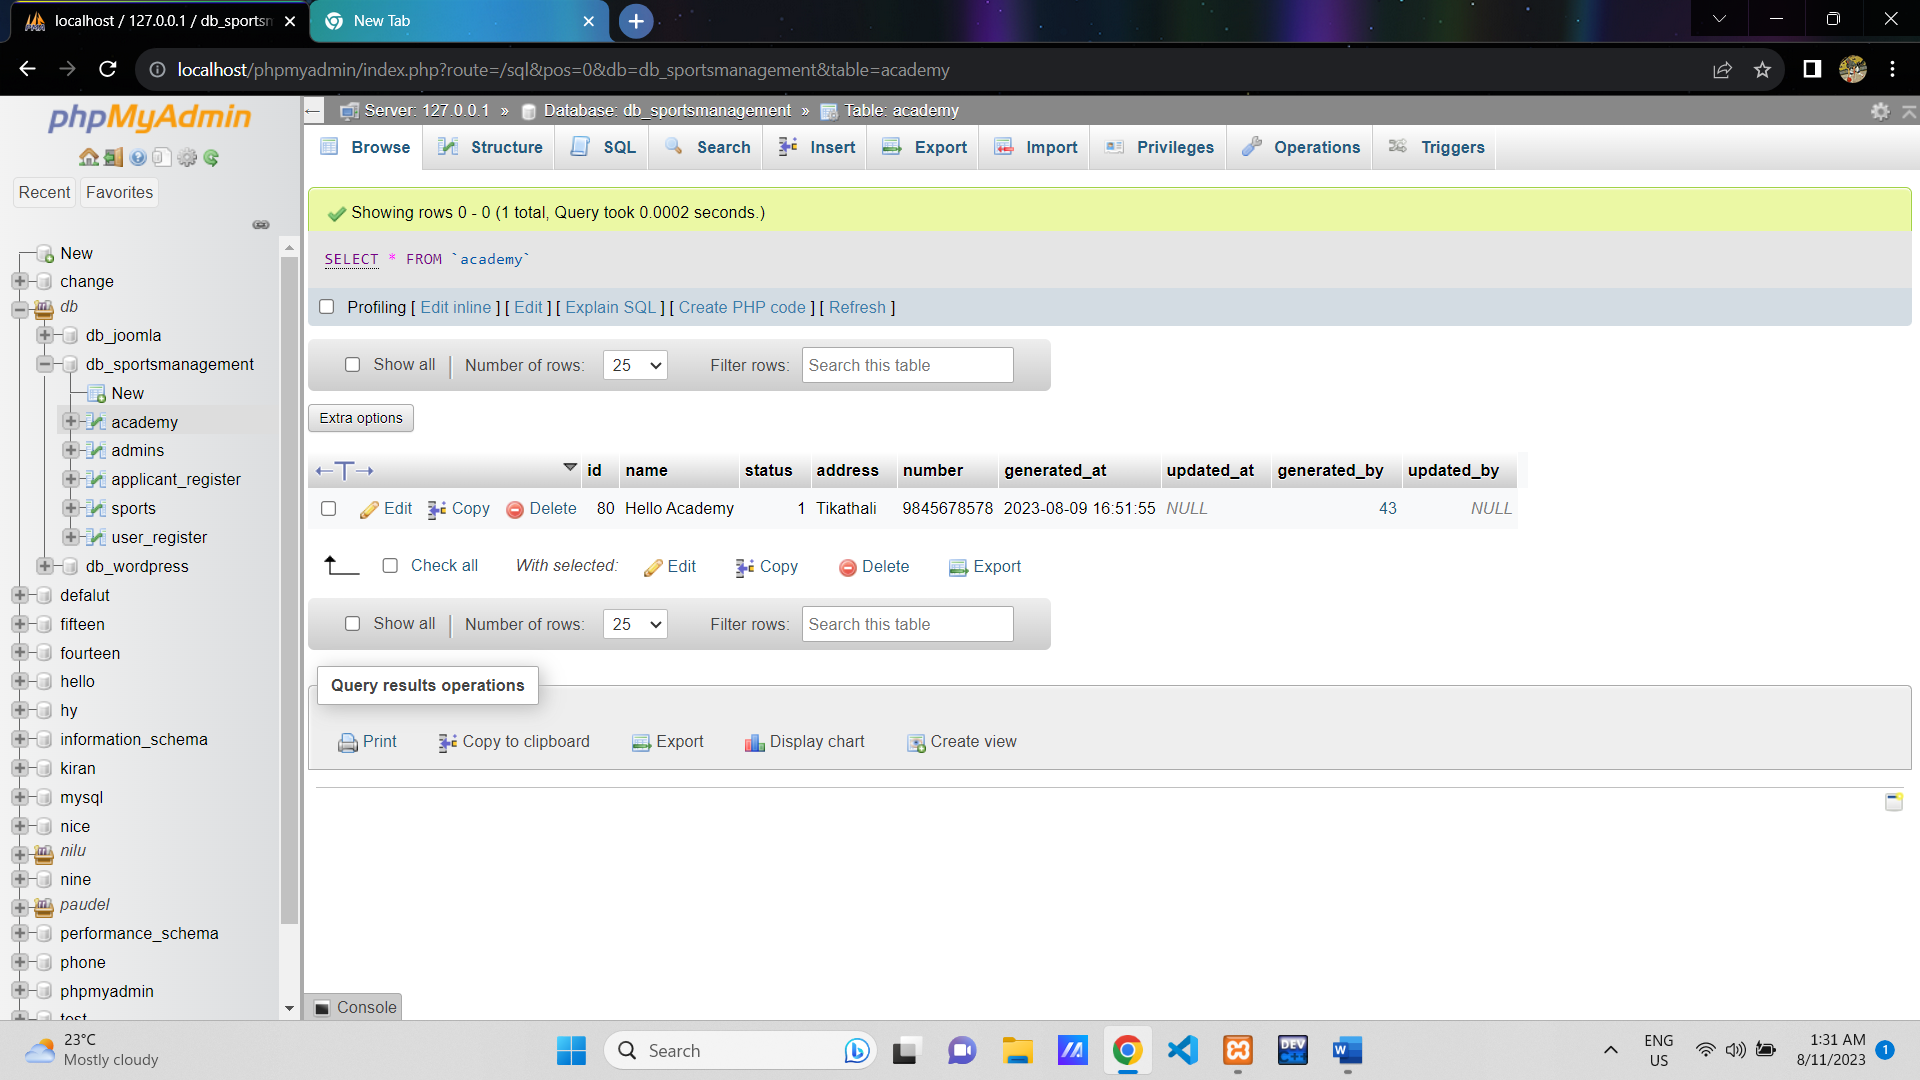 localhost / 127.0.0.1 / db_sportsm
New Tab
localhost/phpmyadmin/index.php?route=/sql&pos=0&db=db_sportsmanagement&table=academy
phpMyAdmin
Recent Favorites
New
change
db
db_joomla
db_sportsmanagement
New
academy
admins
applicant_register
sports
user_register
db_wordpress
defalut
fifteen
fourteen
hello
hy
information_schema
kiran
mysql
nice
nilu
nine
paudel
performance_schema
phone
phpmyadmin
test
Server: 127.0.0.1 » Database: db_sportsmanagement » Table: academy
Browse Structure SQL Search Insert Export Import Privileges Operations Triggers
Showing rows 0 - 0 (1 total, Query took 0.0002 seconds.)
SELECT * FROM `academy`
Profiling [ Edit inline ] [ Edit ] [ Explain SQL ] [ Create PHP code ] [ Refresh ]
Show all | Number of rows: 25 Filter rows: Search this table
Extra options
←T→ id name status address number generated_at updated_at generated_by updated_by
Edit Copy Delete 80 Hello Academy 1 Tikathali 9845678578 2023-08-09 16:51:55 NULL 43 NULL
Check all With selected: Edit Copy Delete Export
Show all | Number of rows: 25 Filter rows: Search this table
Query results operations
Print Copy to clipboard Export Display chart Create view
Console
23°C
Mostly cloudy
Search
DEV
C++
W
ENG
US
1:31 AM
8/11/2023
1